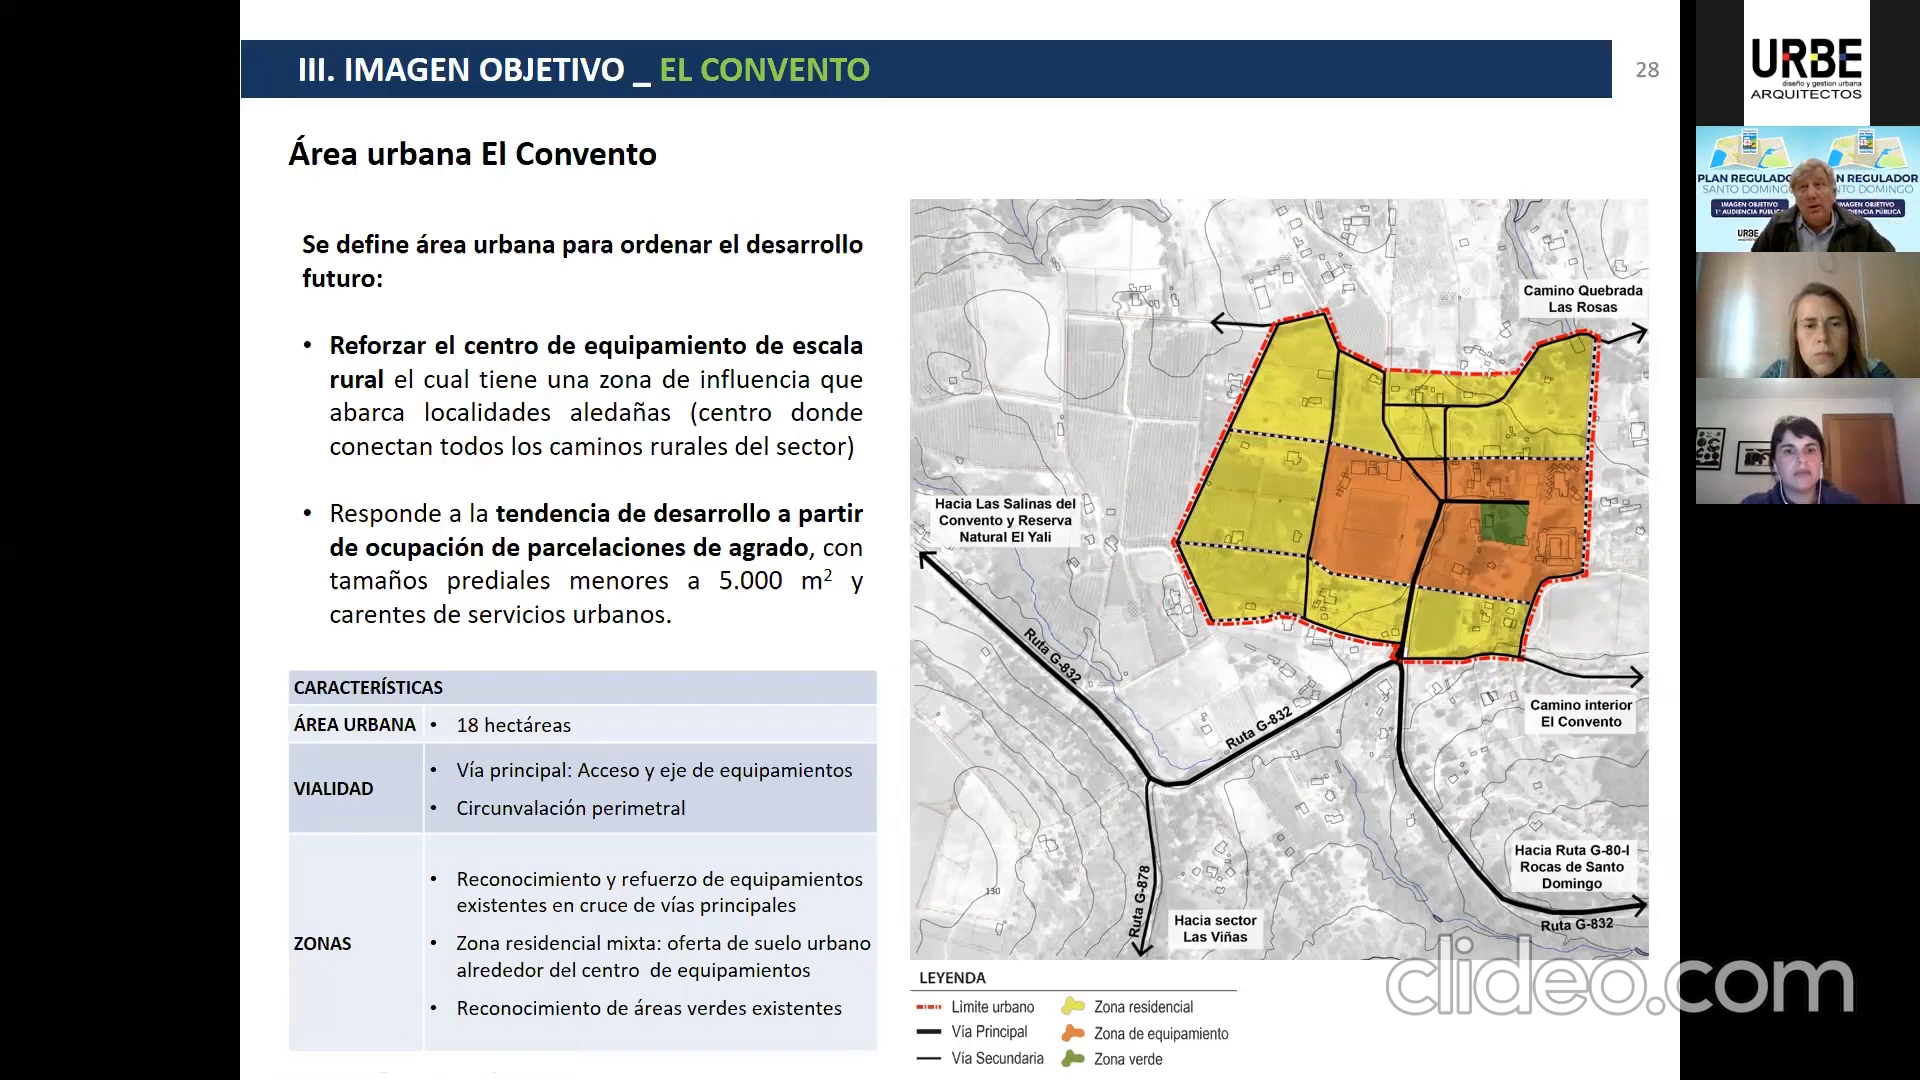 III. IMAGEN OBJETIVO _ EL CONVENTO
28
Área urbana El Convento
Se define área urbana para ordenar el desarrollo
futuro:
• Reforzar el centro de equipamiento de escala
rural el cual tiene una zona de influencia que
abarca localidades aledañas (centro donde
conectan todos los caminos rurales del sector)
• Responde a la tendencia de desarrollo a partir
de ocupación de parcelaciones de agrado, con
tamaños prediales menores a 5.000 m² y
carentes de servicios urbanos.
CARACTERÍSTICAS
ÁREA URBANA
• 18 hectáreas
VIALIDAD
• Vía principal: Acceso y eje de equipamientos
• Circunvalación perimetral
ZONAS
• Reconocimiento y refuerzo de equipamientos
existentes en cruce de vías principales
• Zona residencial mixta: oferta de suelo urbano
alrededor del centro de equipamientos
• Reconocimiento de áreas verdes existentes
Camino Quebrada
Las Rosas
Hacia Las Salinas del
Convento y Reserva
Natural El Yali
Ruta G-832
Ruta G-832
Camino interior
El Convento
Hacia Ruta G-80-I
Rocas de Santo
Domingo
Ruta G-832
Ruta G-878
Hacia sector
Las Viñas
130
LEYENDA
Limite urbano
Vía Principal
Vía Secundaria
Zona residencial
Zona de equipamiento
Zona verde
clideo.com
URBE
diseño y gestion urbana
ARQUITECTOS
PLAN REGULADO
SANTO DOMINGO
IMAGEN OBJETIVO
1ª AUDIENCIA PÚBLICA
N REGULADOR
NTO DOMINGO
IMAGEN OBJETIVO
DIENCIA PÚBLICA
URBE